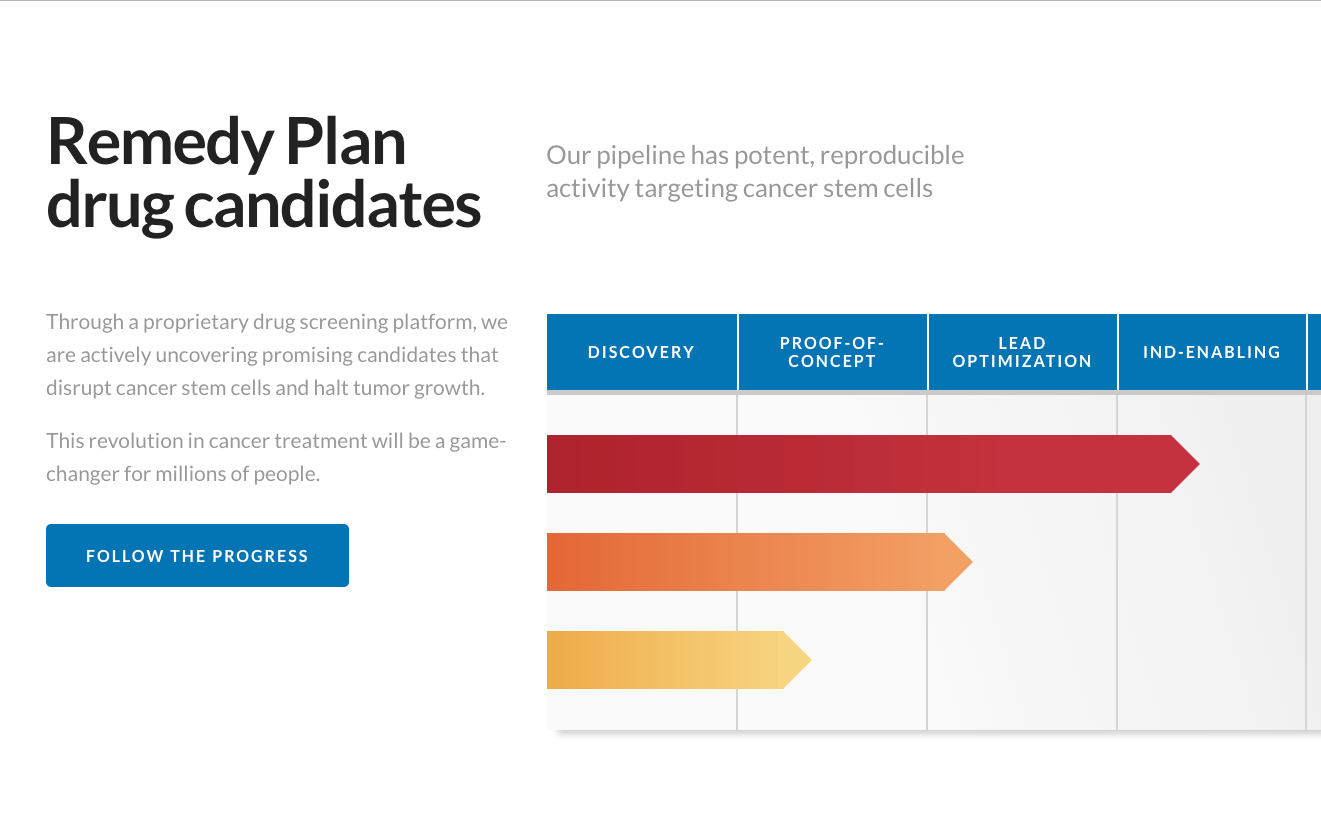 Remedy Plan
drug candidates
Our pipeline has potent, reproducible
activity targeting cancer stem cells
Through a proprietary drug screening platform, we
are actively uncovering promising candidates that
disrupt cancer stem cells and halt tumor growth.
This revolution in cancer treatment will be a game-
changer for millions of people.
FOLLOW THE PROGRESS
DISCOVERY
PROOF-OF-
CONCEPT
LEAD
OPTIMIZATION
IND-ENABLING